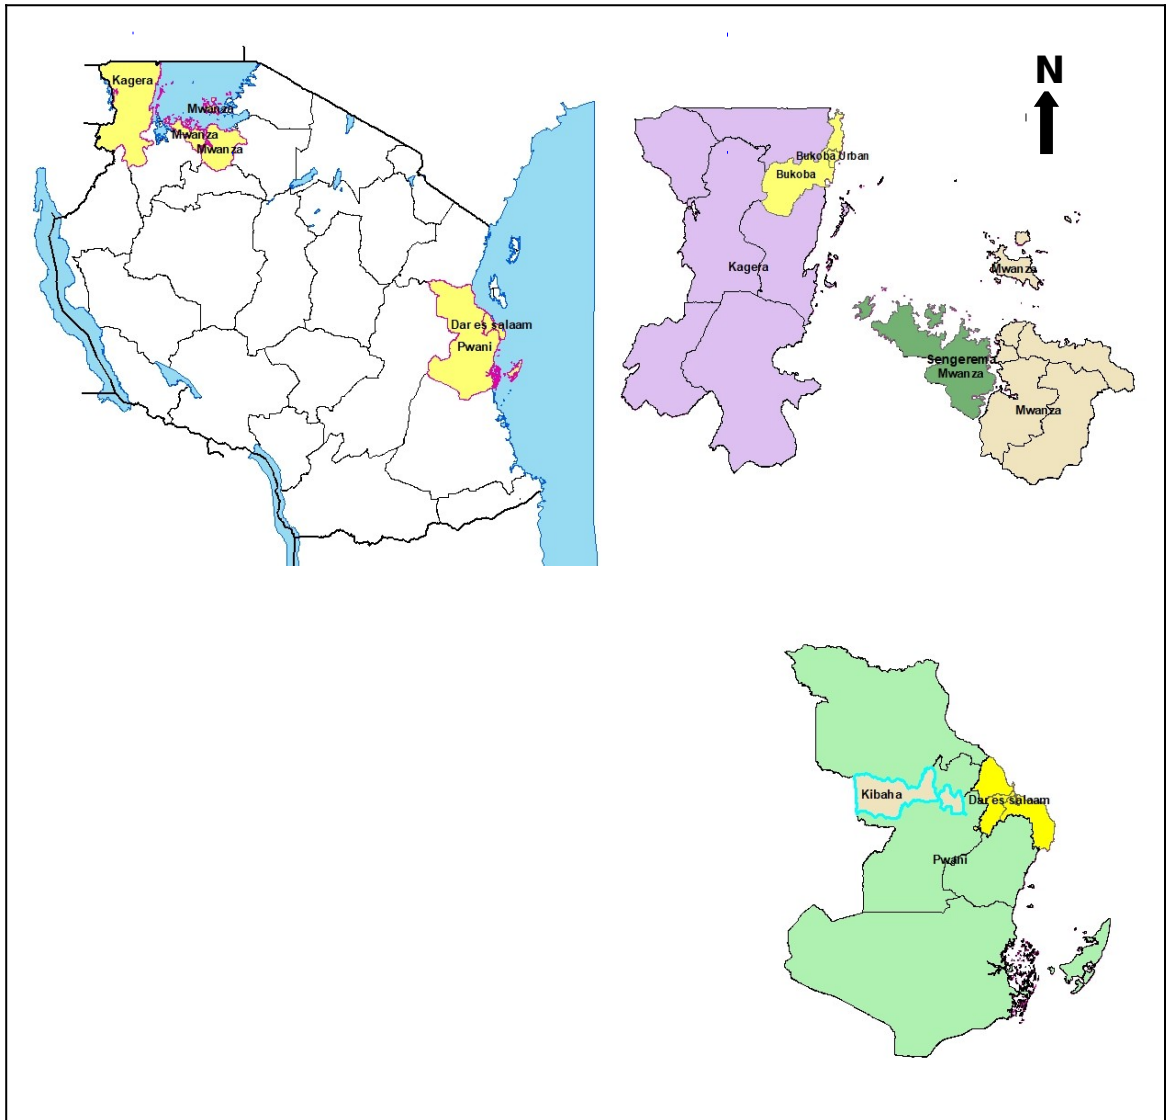 Kagera
Mwanza
Mwanza
Mwanza
Dar es salaam
Pwani
N
Bukoba Urban
Bukoba
Kagera
Mwanza
Sengerema
Mwanza
Mwanza
Kibaha
Dar es salaam
Pwani